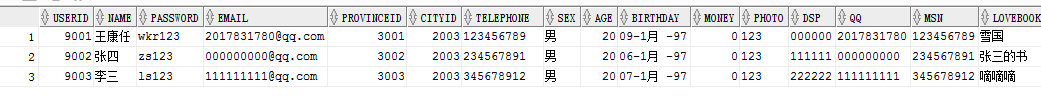 USERID NAME PASSWORD EMAIL PROVINCEID CITYID TELEPHONE SEX AGE BIRTHDAY MONEY PHOTO DSP QQ MSN LOVEBOOK
1 9001 王康任 wkr123 2017831780@qq.com 3001 2003 123456789 男 20 09-1月 -97 0 123 000000 2017831780 123456789 雪国
2 9002 张四 zs123 000000000@qq.com 3002 2003 234567891 男 20 06-1月 -97 0 123 111111 000000000 234567891 张三的书
3 9003 李三 ls123 111111111@qq.com 3003 2003 345678912 男 20 07-1月 -97 0 123 222222 111111111 345678912 嘀嘀嘀